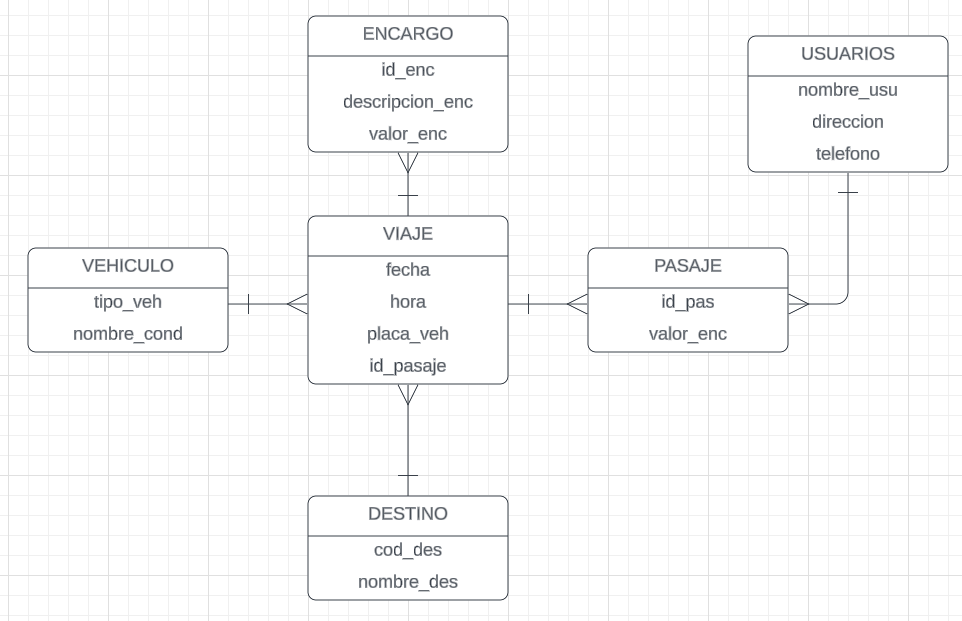 ENCARGO
id_enc
descripcion_enc
valor_enc
USUARIOS
nombre_usu
direccion
telefono
VIAJE
fecha
hora
placa_veh
id_pasaje
VEHICULO
tipo_veh
nombre_cond
PASAJE
id_pas
valor_enc
DESTINO
cod_des
nombre_des